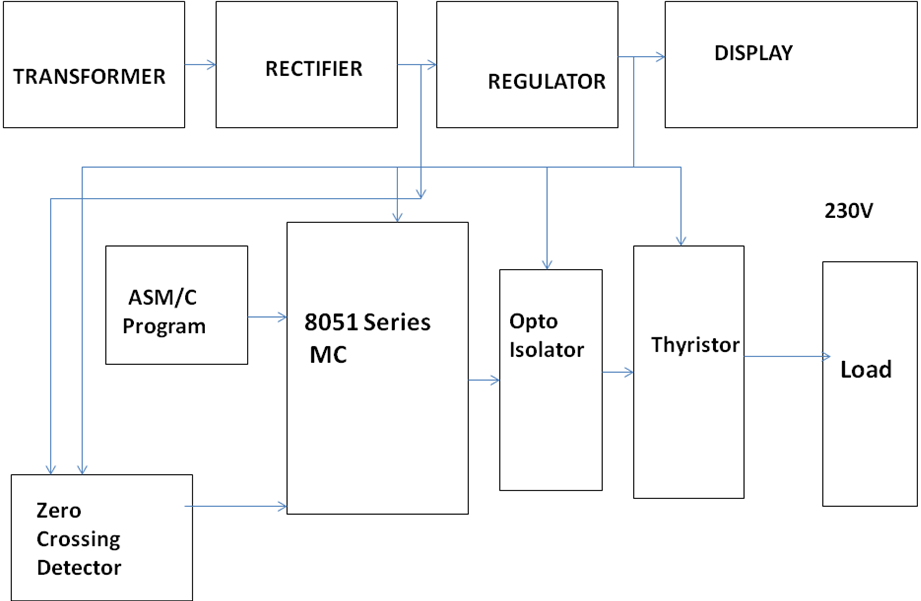 TRANSFORMER
RECTIFIER
REGULATOR
DISPLAY
230V
ASM/C
Program
8051 Series
MC
Opto
Isolator
Thyristor
Load
Zero
Crossing
Detector